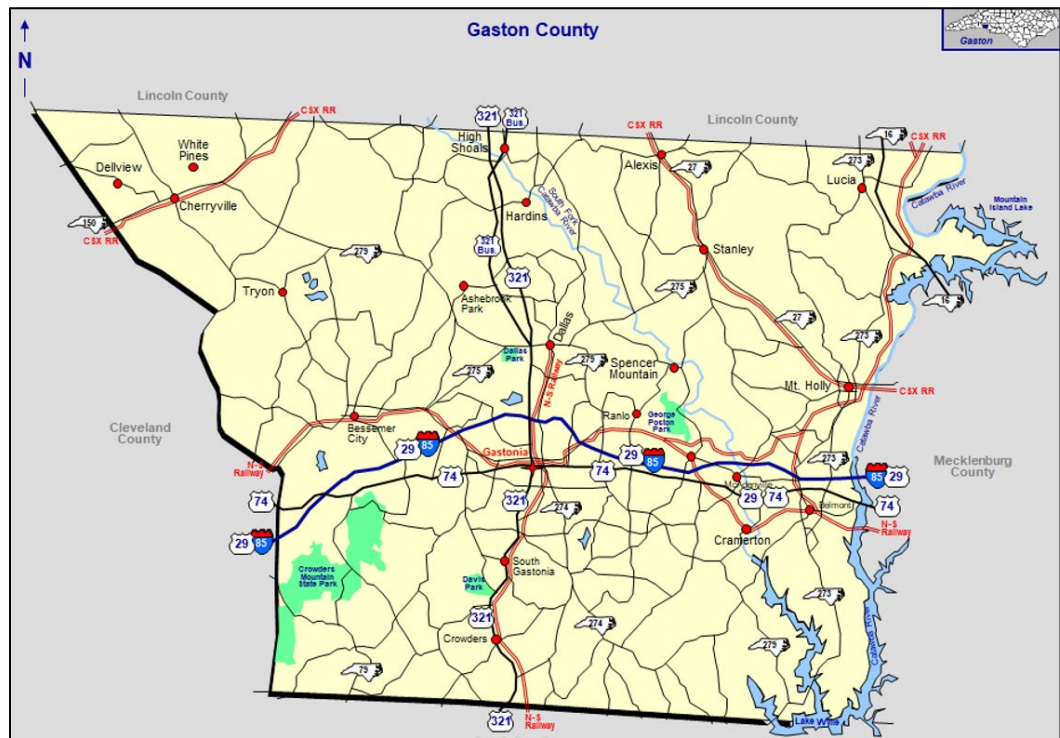 Gaston County
Gaston
N
Lincoln County
Lincoln County
CSX RR
321
321
Bus.
CSX RR
16
CSX RR
High
Shoals
White
Pines
Alexis
27
273
Dellview
Lucia
Cherryville
South Fork
Catawba River
Catawba River
Mountain
Island Lake
150
CSX RR
Hardins
279
321
Bus.
Stanley
321
275
Tryon
Ashebrook
Park
16
27
273
Dallas
Dallas
Park
N-S Railway
275
279
Spencer
Mountain
Mt. Holly
CSX RR
Bessemer
City
Ranlo
George
Poston
Park
Catawba River
Cleveland
County
29
85
Gastonia
29
85
273
Mecklenburg
County
N-S
Railway
74
74
74
85
29
29
74
74
321
274
Belmont
Cramerton
N-S
Railway
29
85
Crowders
Mountain
State Park
South
Gastonia
Davis
Park
273
321
274
Crowders
279
Catawba River
N-S
Railway
321
Lake Wylie